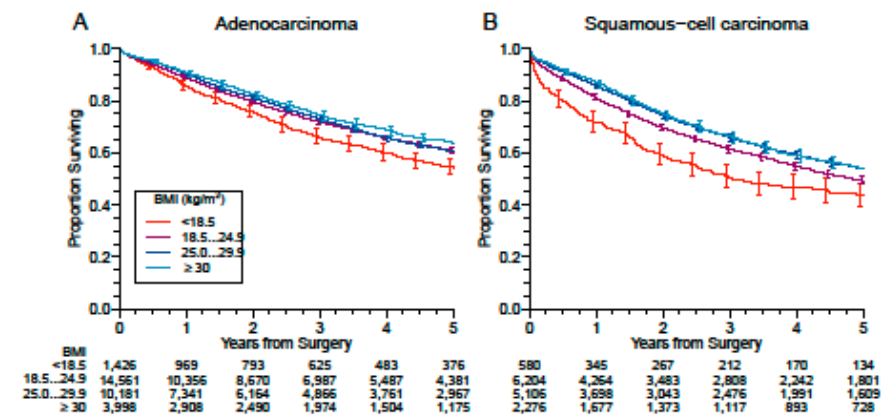 A Adenocarcinoma
B Squamous-cell carcinoma
Proportion Surviving
1.0
0.8
0.6
0.4
0.2
0.0
BMI (kg/m²)
<18.5
18.5...24.9
25.0...29.9
≥ 30
0 1 2 3 4 5
Years from Surgery
Proportion Surviving
1.0
0.8
0.6
0.4
0.2
0.0
0 1 2 3 4 5
Years from Surgery
BMI
<18.5 1,426 969 793 625 483 376 580 345 267 212 170 134
18.5...24.9 14,561 10,356 8,670 6,987 5,487 4,381 6,204 4,264 3,483 2,808 2,242 1,801
25.0...29.9 10,181 7,341 6,164 4,866 3,761 2,967 5,106 3,698 3,043 2,476 1,991 1,609
≥ 30 3,998 2,908 2,490 1,974 1,504 1,175 2,276 1,677 1,373 1,117 893 728